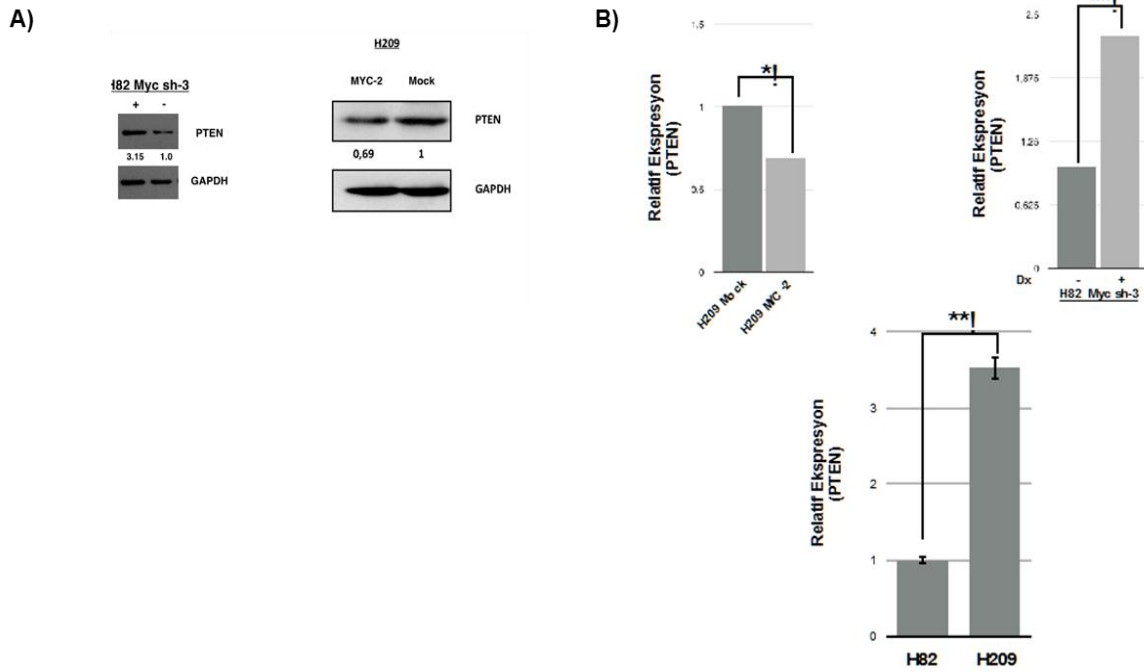 A)
H82 Myc sh-3
+ -
PTEN
3.15 1.0
GAPDH
H209
MYC-2 Mock
PTEN
0,69 1
GAPDH
B)
Relatif Ekspresyon
(PTEN)
1.5
1
0.5
0
*!
H209 Mock
H209 MYC-2
Relatif Ekspresyon
(PTEN)
2.5
1.875
1.25
0.625
0
Dx - +
H82 Myc sh-3
Relatif Ekspresyon
(PTEN)
4
3
2
1
0
**!
H82 H209